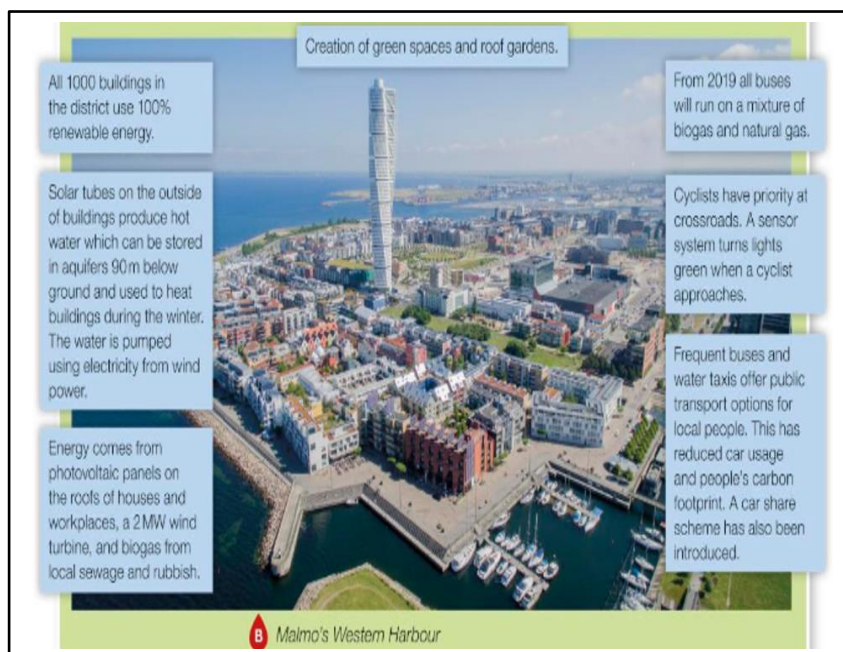 Creation of green spaces and roof gardens.
All 1000 buildings in
the district use 100%
renewable energy.
Solar tubes on the outside
of buildings produce hot
water which can be stored
in aquifers 90 m below
ground and used to heat
buildings during the winter.
The water is pumped
using electricity from wind
power.
Energy comes from
photovoltaic panels on
the roofs of houses and
workplaces, a 2 MW wind
turbine, and biogas from
local sewage and rubbish.
From 2019 all buses
will run on a mixture of
biogas and natural gas.
Cyclists have priority at
crossroads. A sensor
system turns lights
green when a cyclist
approaches.
Frequent buses and
water taxis offer public
transport options for
local people. This has
reduced car usage
and people's carbon
footprint. A car share
scheme has also been
introduced.
B Malmo's Western Harbour